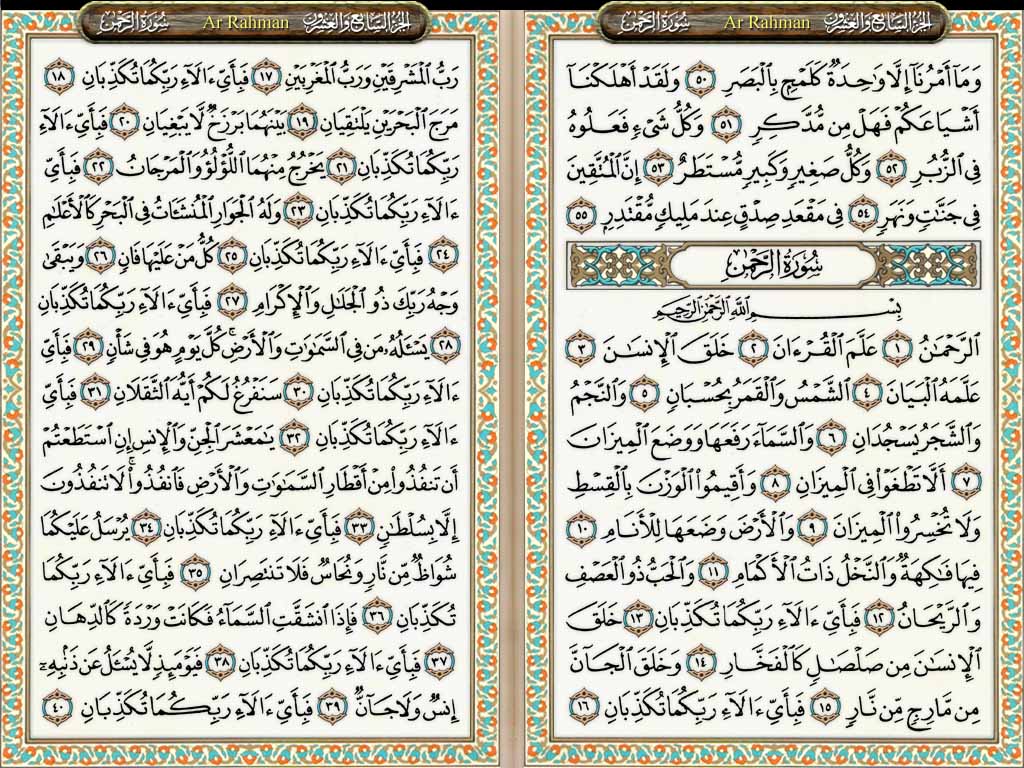 سُورَةُ الرَّحْمَٰن Ar Rahman الجزء السابع والعشرون
وَمَآ أَمْرُنَآ إِلَّا وَٰحِدَةٌ كَلَمْحٍۭ بِٱلْبَصَرِ ٥٠ وَلَقَدْ أَهْلَكْنَآ
أَشْيَاعَكُمْ فَهَلْ مِن مُّدَّكِرٍ ٥١ وَكُلُّ شَىْءٍ فَعَلُوهُ
فِى ٱلزُّبُرِ ٥٢ وَكُلُّ صَغِيرٍ وَكَبِيرٍ مُّسْتَطَرٌ ٥٣ إِنَّ ٱلْمُتَّقِينَ
فِى جَنَّٰتٍ وَنَهَرٍ ٥٤ فِى مَقْعَدِ صِدْقٍ عِندَ مَلِيكٍ مُّقْتَدِرٍۭ ٥٥
سُورَةُ الرَّحْمَٰن
بِسْمِ ٱللَّهِ ٱلرَّحْمَٰنِ ٱلرَّحِيمِ
ٱلرَّحْمَٰنُ ١ عَلَّمَ ٱلْقُرْءَانَ ٢ خَلَقَ ٱلْإِنسَٰنَ ٣
عَلَّمَهُ ٱلْبَيَانَ ٤ ٱلشَّمْسُ وَٱلْقَمَرُ بِحُسْبَانٍ ٥ وَٱلنَّجْمُ
وَٱلشَّجَرُ يَسْجُدَانِ ٦ وَٱلسَّمَآءَ رَفَعَهَا وَوَضَعَ ٱلْمِيزَانَ
٧ أَلَّا تَطْغَوْا۟ فِى ٱلْمِيزَانِ ٨ وَأَقِيمُوا۟ ٱلْوَزْنَ بِٱلْقِسْطِ
وَلَا تُخْسِرُوا۟ ٱلْمِيزَانَ ٩ وَٱلْأَرْضَ وَضَعَهَا لِلْأَنَامِ ١٠
فِيهَا فَٰكِهَةٌ وَٱلنَّخْلُ ذَاتُ ٱلْأَكْمَامِ ١١ وَٱلْحَبُّ ذُو ٱلْعَصْفِ
وَٱلرَّيْحَانُ ١٢ فَبِأَىِّ ءَالَآءِ رَبِّكُمَا تُكَذِّبَانِ ١٣ خَلَقَ
ٱلْإِنسَٰنَ مِن صَلْصَٰلٍ كَٱلْفَخَّارِ ١٤ وَخَلَقَ ٱلْجَآنَّ
مِن مَّارِجٍ مِّن نَّارٍ ١٥ فَبِأَىِّ ءَالَآءِ رَبِّكُمَا تُكَذِّبَانِ ١٦
سُورَةُ الرَّحْمَٰن Ar Rahman الجزء السابع والعشرون
رَبُّ ٱلْمَشْرِقَيْنِ وَرَبُّ ٱلْمَغْرِبَيْنِ ١٧ فَبِأَىِّ ءَالَآءِ رَبِّكُمَا تُكَذِّبَانِ ١٨
مَرَجَ ٱلْبَحْرَيْنِ يَلْتَقِيَانِ ١٩ بَيْنَهُمَا بَرْزَخٌ لَّا يَبْغِيَانِ ٢٠ فَبِأَىِّ ءَالَآءِ
رَبِّكُمَا تُكَذِّبَانِ ٢١ يَخْرُجُ مِنْهُمَا ٱللُّؤْلُؤُ وَٱلْمَرْجَانُ ٢٢ فَبِأَىِّ
ءَالَآءِ رَبِّكُمَا تُكَذِّبَانِ ٢٣ وَلَهُ ٱلْجَوَارِ ٱلْمُنشَـَٔاتُ فِى ٱلْبَحْرِ كَٱلْأَعْلَٰمِ
٢٤ فَبِأَىِّ ءَالَآءِ رَبِّكُمَا تُكَذِّبَانِ ٢٥ كُلُّ مَنْ عَلَيْهَا فَانٍ ٢٦ وَيَبْقَىٰ
وَجْهُ رَبِّكَ ذُو ٱلْجَلَٰلِ وَٱلْإِكْرَامِ ٢٧ فَبِأَىِّ ءَالَآءِ رَبِّكُمَا تُكَذِّبَانِ
٢٨ يَسْـَٔلُهُۥ مَن فِى ٱلسَّمَٰوَٰتِ وَٱلْأَرْضِ ۚ كُلَّ يَوْمٍ هُوَ فِى شَأْنٍ ٢٩ فَبِأَىِّ
ءَالَآءِ رَبِّكُمَا تُكَذِّبَانِ ٣٠ سَنَفْرُغُ لَكُمْ أَيُّهَ ٱلثَّقَلَانِ ٣١ فَبِأَىِّ
ءَالَآءِ رَبِّكُمَا تُكَذِّبَانِ ٣٢ يَٰمَعْشَرَ ٱلْجِنِّ وَٱلْإِنسِ إِنِ ٱسْتَطَعْتُمْ
أَن تَنفُذُوا۟ مِنْ أَقْطَارِ ٱلسَّمَٰوَٰتِ وَٱلْأَرْضِ فَٱنفُذُوا۟ ۚ لَا تَنفُذُونَ
إِلَّا بِسُلْطَٰنٍ ٣٣ فَبِأَىِّ ءَالَآءِ رَبِّكُمَا تُكَذِّبَانِ ٣٤ يُرْسَلُ عَلَيْكُمَا
شُوَاظٌ مِّن نَّارٍ وَنُحَاسٌ فَلَا تَنتَصِرَانِ ٣٥ فَبِأَىِّ ءَالَآءِ رَبِّكُمَا
تُكَذِّبَانِ ٣٦ فَإِذَا ٱنشَقَّتِ ٱلسَّمَآءُ فَكَانَتْ وَرْدَةً كَٱلدِّهَانِ
٣٧ فَبِأَىِّ ءَالَآءِ رَبِّكُمَا تُكَذِّبَانِ ٣٨ فَيَوْمَئِذٍ لَّا يُسْـَٔلُ عَن ذَنۢبِهِۦٓ
إِنسٌ وَلَا جَآنٌّ ٣٩ فَبِأَىِّ ءَالَآءِ رَبِّكُمَا تُكَذِّبَانِ ٤٠